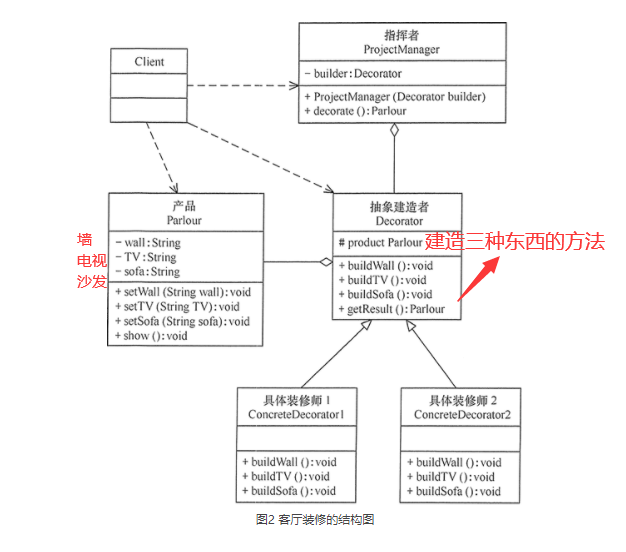 指挥者
ProjectManager
− builder:Decorator
+ ProjectManager (Decorator builder)
+ decorate ():Parlour
Client
产品
Parlour
− wall:String
− TV:String
− sofa:String
+ setWall (String wall):void
+ setTV (String TV):void
+ setSofa (String sofa):void
+ show ():void
墙
电视
沙发
抽象建造者
Decorator
# product Parlour
+ buildWall ():void
+ buildTV ():void
+ buildSofa ():void
+ getResult ():Parlour
建造三种东西的方法
具体装修师 1
ConcreteDecorator1
+ buildWall ():void
+ buildTV ():void
+ buildSofa ():void
具体装修师 2
ConcreteDecorator2
+ buildWall ():void
+ buildTV ():void
+ buildSofa ():void
图2 客厅装修的结构图